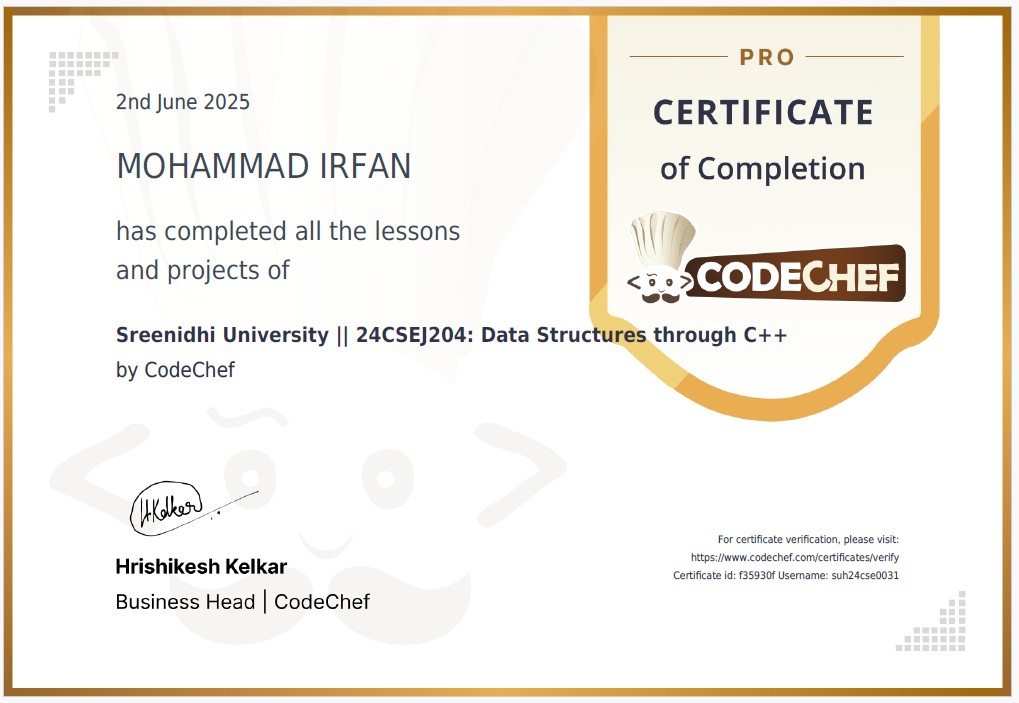 2nd June 2025
MOHAMMAD IRFAN
has completed all the lessons
and projects of
Sreenidhi University || 24CSEJ204: Data Structures through C++
by CodeChef
PRO
CERTIFICATE
of Completion
CODECHEF
H.Kelkar
Hrishikesh Kelkar
Business Head | CodeChef
For certificate verification, please visit:
https://www.codechef.com/certificates/verify
Certificate id: f35930f Username: suh24cse0031